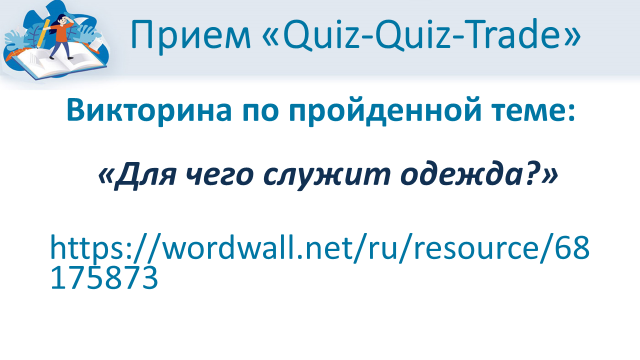 Прием «Quiz-Quiz-Trade»
Викторина по пройденной теме:
«Для чего служит одежда?»
https://wordwall.net/ru/resource/68
175873